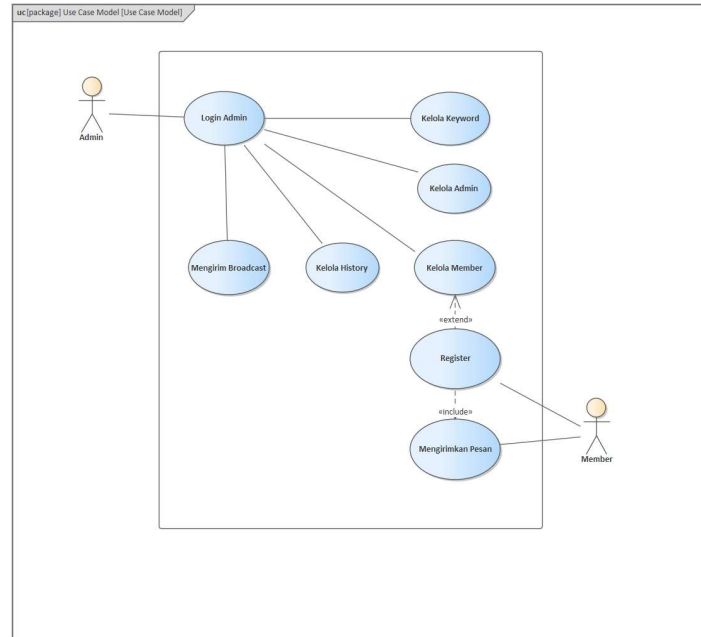 uc [package] Use Case Model [Use Case Model]
Login Admin
Kelola Keyword
Admin
Kelola Admin
Mengirim Broadcast
Kelola History
Kelola Member
«extend»
Register
«include»
Mengirimkan Pesan
Member